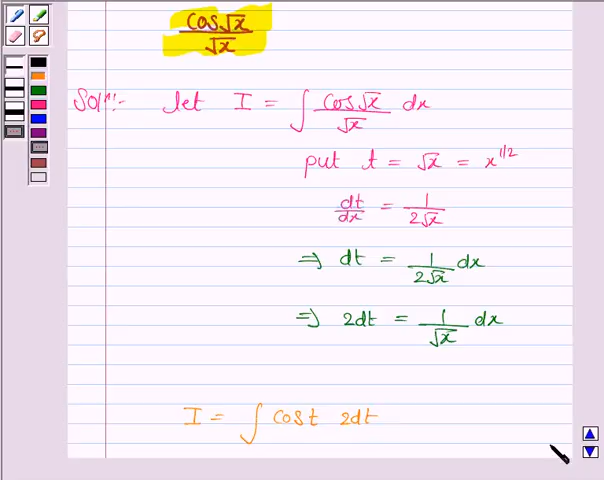 cos√x / √x
Soln:- let I = ∫ cos√x / √x dx
put t = √x = x^1/2
dt/dx = 1 / 2√x
⇒ dt = 1 / 2√x dx
⇒ 2dt = 1 / √x dx
I = ∫ cos t 2dt